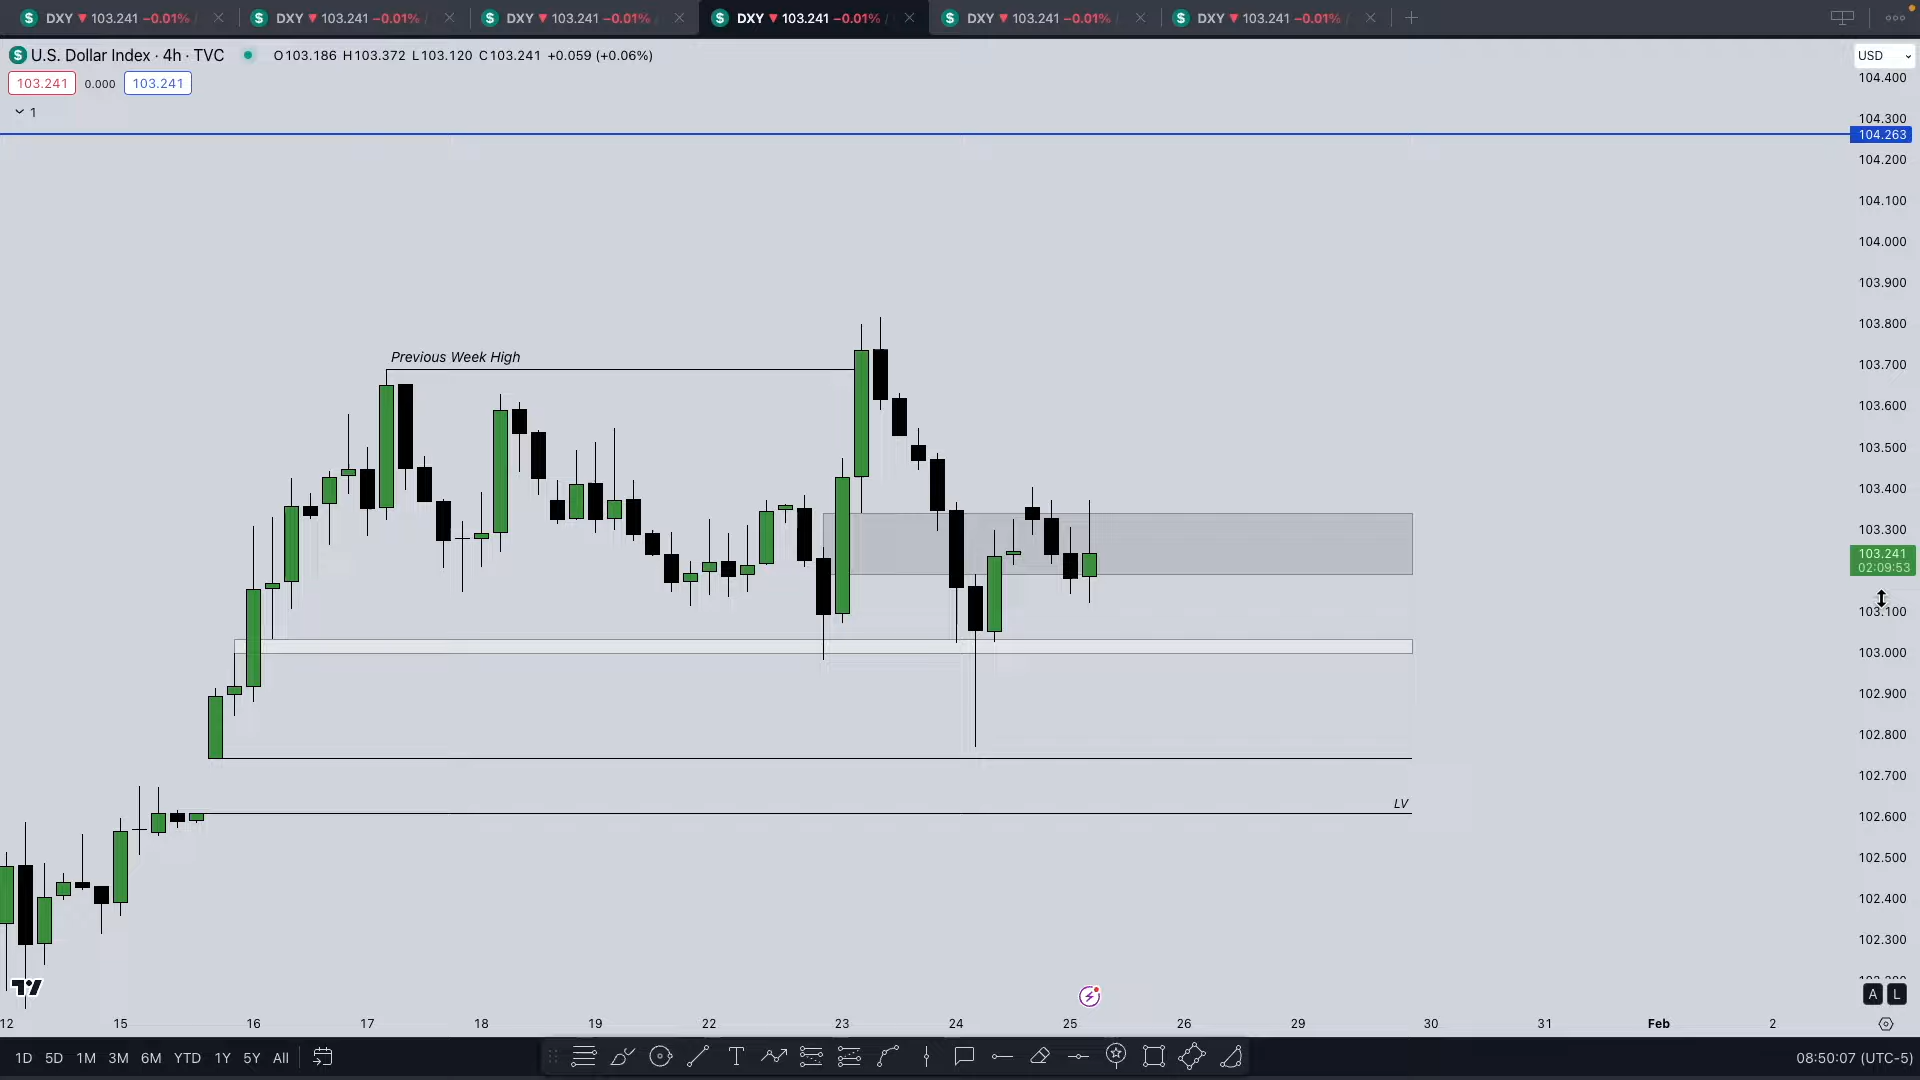 DXY ▼ 103.241 −0.01% DXY ▼ 103.241 −0.01% DXY ▼ 103.241 −0.01% DXY ▼ 103.241 −0.01% DXY ▼ 103.241 −0.01% DXY ▼ 103.241 −0.01%
U.S. Dollar Index · 4h · TVC O103.186 H103.372 L103.120 C103.241 +0.059 (+0.06%)
USD
103.241 0.000 103.241
1
104.400
104.300
104.263
104.200
104.100
104.000
103.900
103.800
Previous Week High
103.700
103.600
103.500
103.400
103.300
103.241
02:09:53
103.100
103.000
102.900
102.800
102.700
LV
102.600
102.500
102.400
102.300
A L
12 15 16 17 18 19 22 23 24 25 26 29 30 31 Feb 2
1D 5D 1M 3M 6M YTD 1Y 5Y All
08:50:07 (UTC-5)